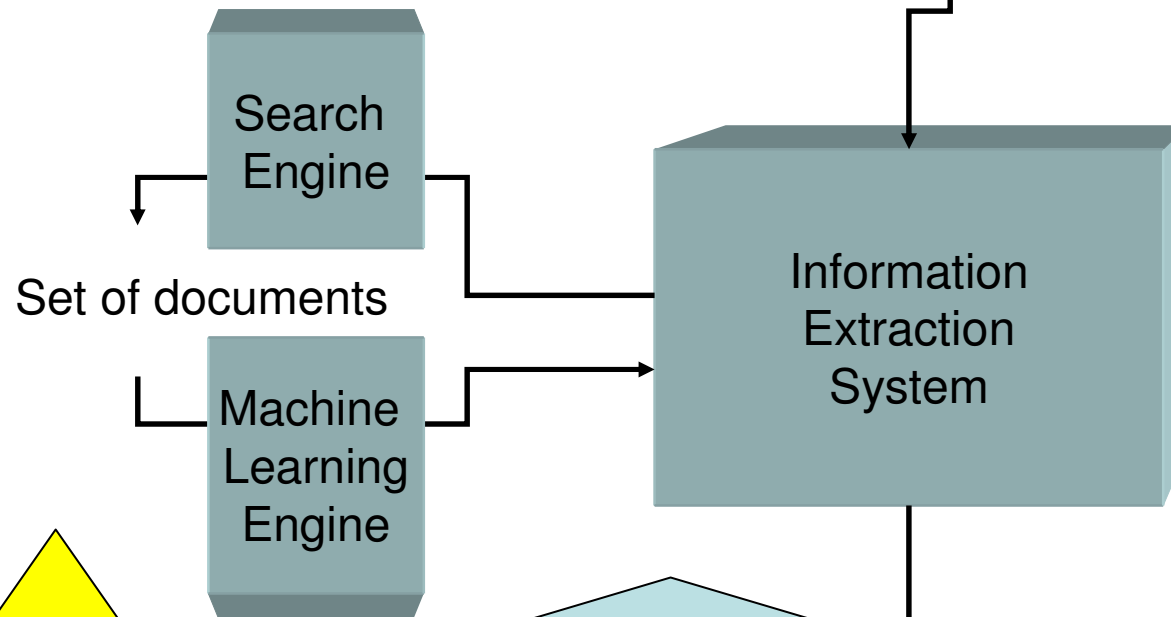 Search
Engine
Set of documents
Machine
Learning
Engine
Information
Extraction
System